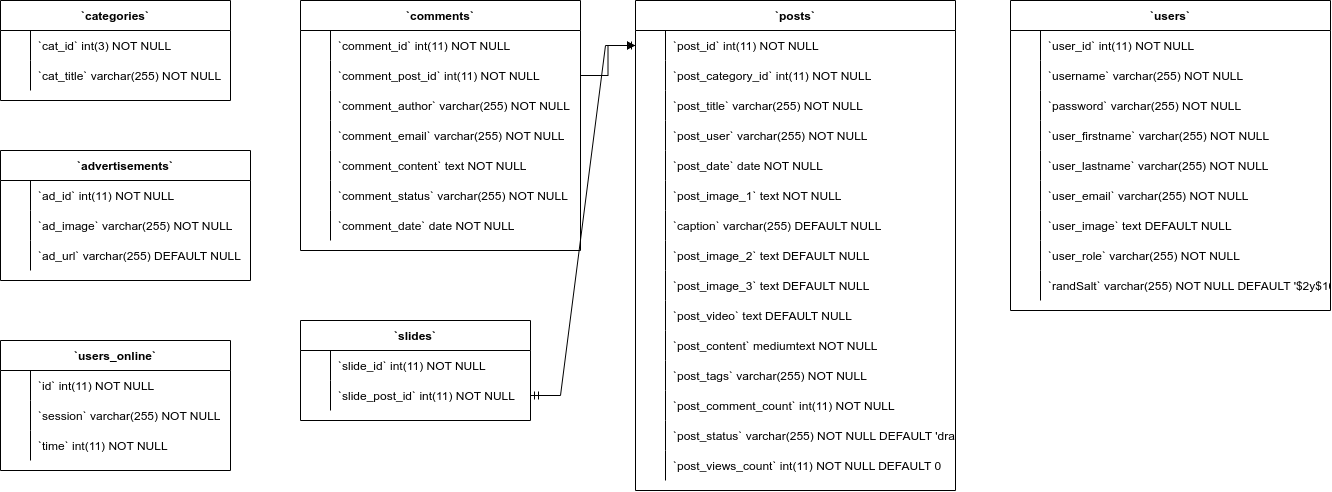 `categories`
`cat_id` int(3) NOT NULL
`cat_title` varchar(255) NOT NULL
`advertisements`
`ad_id` int(11) NOT NULL
`ad_image` varchar(255) NOT NULL
`ad_url` varchar(255) DEFAULT NULL
`users_online`
`id` int(11) NOT NULL
`session` varchar(255) NOT NULL
`time` int(11) NOT NULL
`comments`
`comment_id` int(11) NOT NULL
`comment_post_id` int(11) NOT NULL
`comment_author` varchar(255) NOT NULL
`comment_email` varchar(255) NOT NULL
`comment_content` text NOT NULL
`comment_status` varchar(255) NOT NULL
`comment_date` date NOT NULL
`slides`
`slide_id` int(11) NOT NULL
`slide_post_id` int(11) NOT NULL
`posts`
`post_id` int(11) NOT NULL
`post_category_id` int(11) NOT NULL
`post_title` varchar(255) NOT NULL
`post_user` varchar(255) NOT NULL
`post_date` date NOT NULL
`post_image_1` text NOT NULL
`caption` varchar(255) DEFAULT NULL
`post_image_2` text DEFAULT NULL
`post_image_3` text DEFAULT NULL
`post_video` text DEFAULT NULL
`post_content` mediumtext NOT NULL
`post_tags` varchar(255) NOT NULL
`post_comment_count` int(11) NOT NULL
`post_status` varchar(255) NOT NULL DEFAULT 'dra
`post_views_count` int(11) NOT NULL DEFAULT 0
`users`
`user_id` int(11) NOT NULL
`username` varchar(255) NOT NULL
`password` varchar(255) NOT NULL
`user_firstname` varchar(255) NOT NULL
`user_lastname` varchar(255) NOT NULL
`user_email` varchar(255) NOT NULL
`user_image` text DEFAULT NULL
`user_role` varchar(255) NOT NULL
`randSalt` varchar(255) NOT NULL DEFAULT '$2y$1